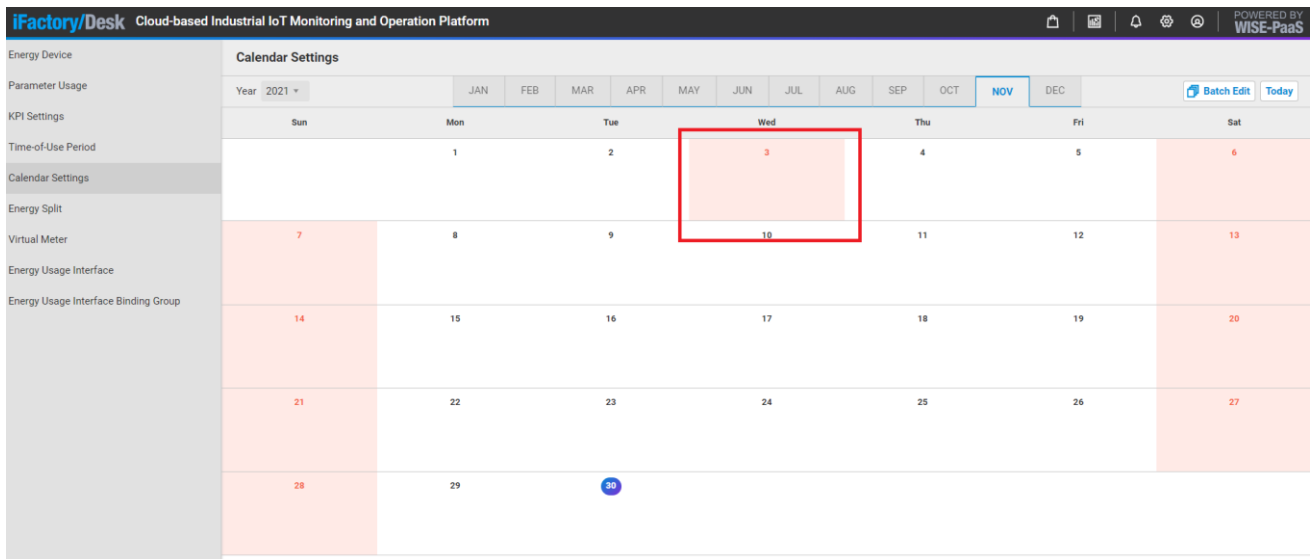 iFactory/Desk Cloud-based Industrial IoT Monitoring and Operation Platform POWERED BY WISE-PaaS
Energy Device
Parameter Usage
KPI Settings
Time-of-Use Period
Calendar Settings
Energy Split
Virtual Meter
Energy Usage Interface
Energy Usage Interface Binding Group
Calendar Settings
Year 2021 JAN FEB MAR APR MAY JUN JUL AUG SEP OCT NOV DEC Batch Edit Today
Sun Mon Tue Wed Thu Fri Sat
1 2 3 4 5 6
7 8 9 10 11 12 13
14 15 16 17 18 19 20
21 22 23 24 25 26 27
28 29 30